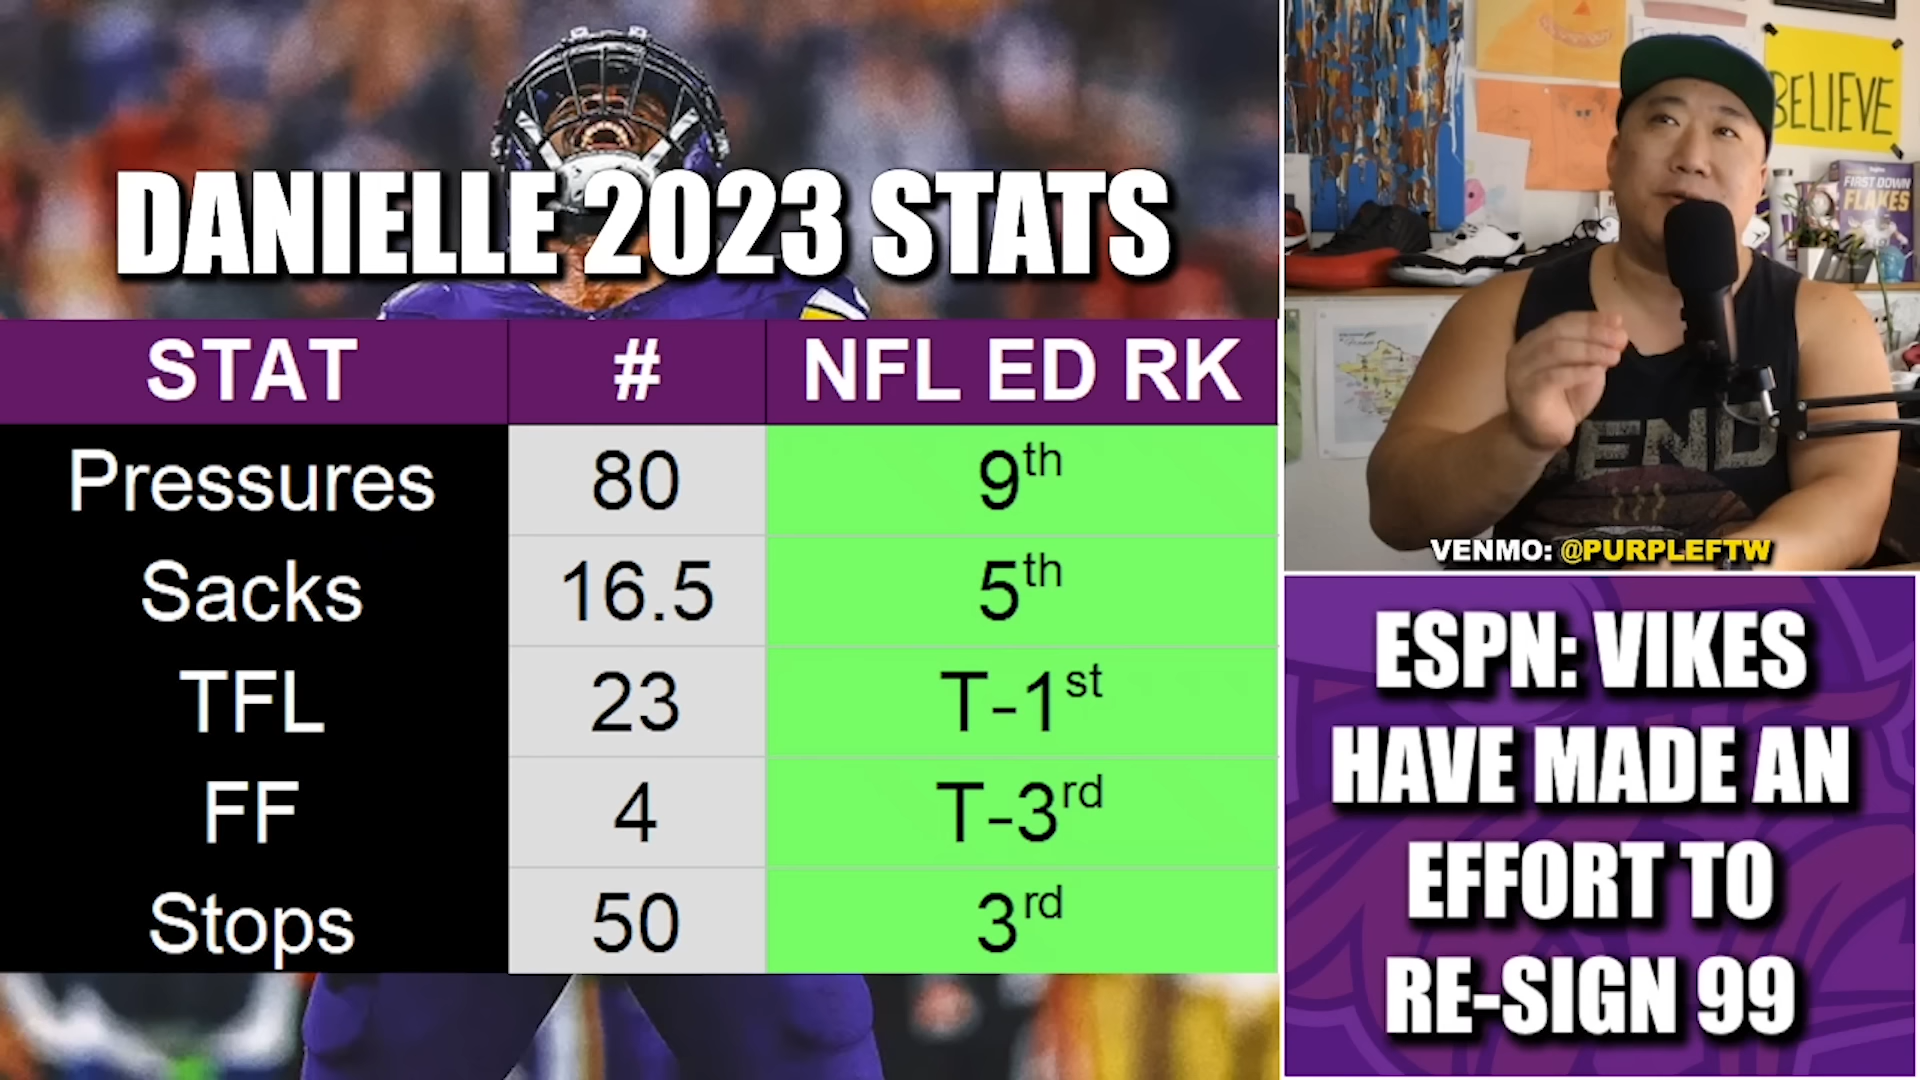 DANIELLE 2023 STATS
STAT # NFL ED RK
Pressures 80 9th
Sacks 16.5 5th
TFL 23 T-1st
FF 4 T-3rd
Stops 50 3rd
BELIEVE
FIRST DOWN
FLAKES
END
VENMO: @PURPLEFTW
ESPN: VIKES
HAVE MADE AN
EFFORT TO
RE-SIGN 99